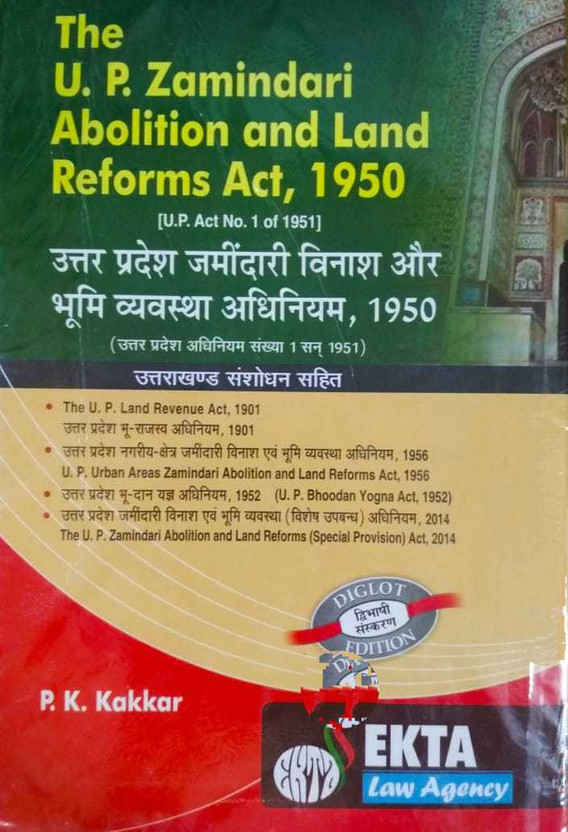 The
U. P. Zamindari
Abolition and Land
Reforms Act, 1950
[U.P. Act No. 1 of 1951]
उत्तर प्रदेश जमींदारी विनाश और
भूमि व्यवस्था अधिनियम, 1950
(उत्तर प्रदेश अधिनियम संख्या 1 सन् 1951)
उत्तराखण्ड संशोधन सहित
• The U. P. Land Revenue Act, 1901
उत्तर प्रदेश भू-राजस्व अधिनियम, 1901
• उत्तर प्रदेश नगरीय-क्षेत्र जमींदारी विनाश एवं भूमि व्यवस्था अधिनियम, 1956
U. P. Urban Areas Zamindari Abolition and Land Reforms Act, 1956
• उत्तर प्रदेश भू-दान यज्ञ अधिनियम, 1952 (U. P. Bhoodan Yogna Act, 1952)
• उत्तर प्रदेश जमींदारी विनाश एवं भूमि व्यवस्था (विशेष उपबन्ध) अधिनियम, 2014
The U. P. Zamindari Abolition and Land Reforms (Special Provision) Act, 2014
DIGLOT
द्विभाषी
संस्करण
EDITION
P. K. Kakkar
EKTA
EKTA
Law Agency